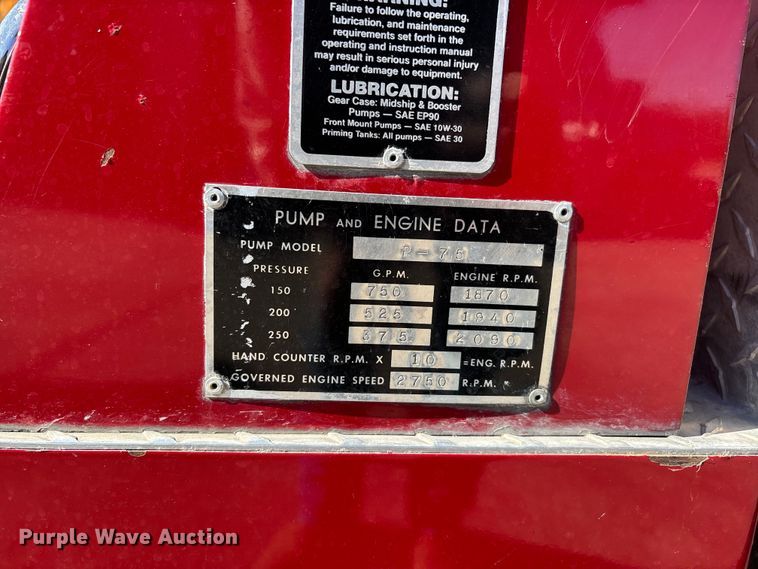 WARNING:
Failure to follow the operating,
lubrication, and maintenance
requirements set forth in the
operating and instruction manual
may result in serious personal injury
and/or damage to equipment.
LUBRICATION:
Gear Case: Midship & Booster
Pumps — SAE EP90
Front Mount Pumps — SAE 10W-30
Priming Tanks: All pumps — SAE 30
PUMP AND ENGINE DATA
PUMP MODEL P-75
PRESSURE G.P.M. ENGINE R.P.M.
150 750 1870
200 525 1940
250 375 2090
HAND COUNTER R.P.M. X 10 = ENG. R.P.M.
GOVERNED ENGINE SPEED 2750 R.P.M.
Purple Wave Auction